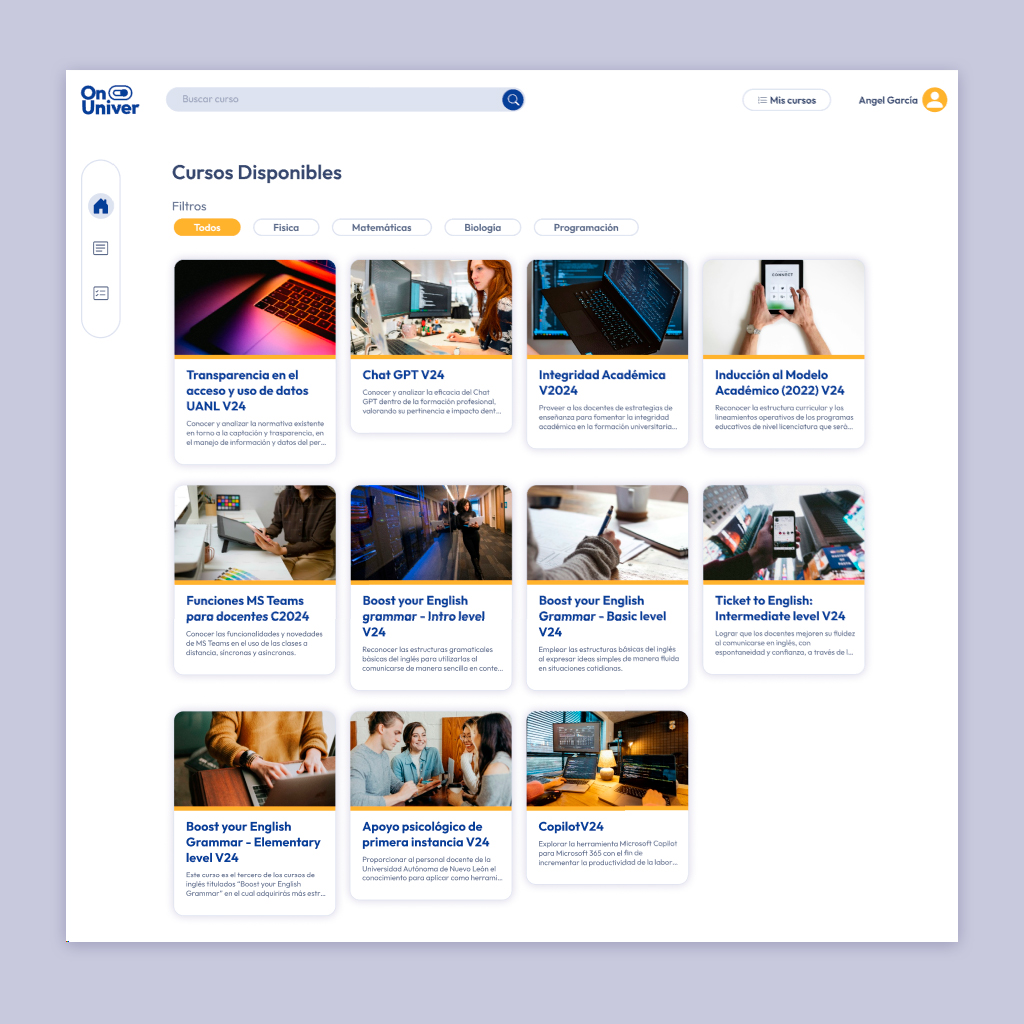 On
Univer
Buscar curso
Mis cursos
Angel García
Cursos Disponibles
Filtros
Todos
Física
Matemáticas
Biología
Programación
CONNECT
Transparencia en el
acceso y uso de datos
UANL V24
Conocer y analizar la normativa existente
en torno a la captación y trasparencia, en
el manejo de información y datos del per...
Chat GPT V24
Conocer y analizar la eficacia del Chat
GPT dentro de la formación profesional,
valorando su pertinencia e impacto dent...
Integridad Académica
V2024
Proveer a los docentes de estrategias de
enseñanza para fomentar la integridad
académica en la formación universitaria...
Inducción al Modelo
Académico (2022) V24
Reconocer la estructura curricular y los
lineamientos operativos de los programas
educativos de nivel licenciatura que será...
Funciones MS Teams
para docentes C2024
Conocer las funcionalidades y novedades
de MS Teams en el uso de las clases a
distancia, síncronas y asíncronas.
Boost your English
grammar - Intro level
V24
Reconocer las estructuras gramaticales
básicas del inglés para utilizarlas al
comunicarse de manera sencillo en conte...
Boost your English
Grammar - Basic level
V24
Emplear las estructuras básicas del inglés
al expresar ideas simples de manera fluida
en situaciones cotidianas.
Ticket to English:
Intermediate level V24
Lograr que los docentes mejoren su fluidez
al comunicarse en inglés, con
espontaneidad y confianza, a través de l...
Boost your English
Grammar - Elementary
level V24
Este curso es el tercero de los cursos de
inglés titulados "Boost your English
Grammar" en el cual adquirirás más estr...
Apoyo psicológico de
primera instancia V24
Proporcionar al personal docente de la
Universidad Autónoma de Nuevo León el
conocimiento para aplicar como herrami...
CopilotV24
Explorar la herramienta Microsoft Copilot
para Microsoft 365 con el fin de
incrementar la productividad de la labor...